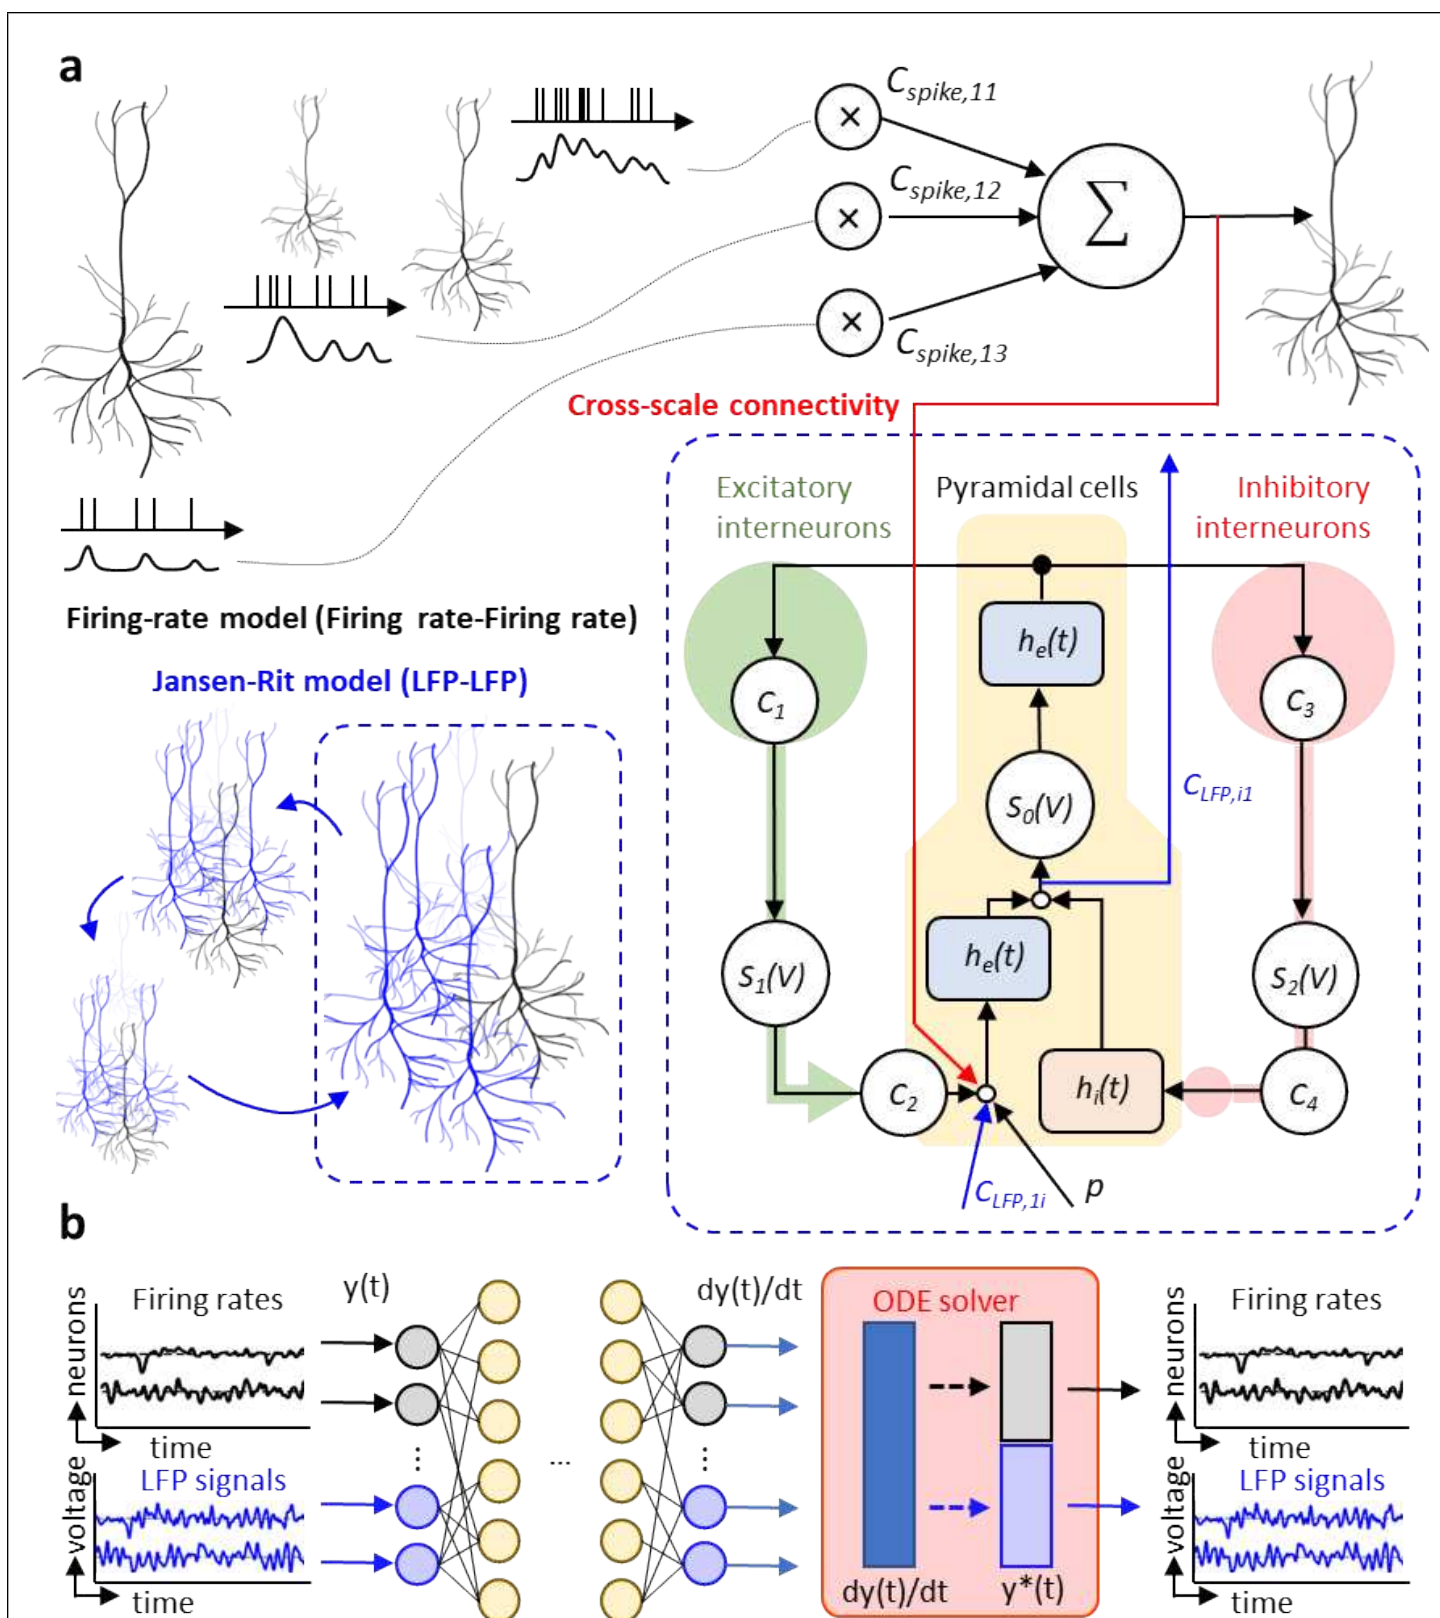 a
C_spike,11
×
C_spike,12
×
Σ
×
C_spike,13
Cross-scale connectivity
Excitatory
interneurons
Pyramidal cells
Inhibitory
interneurons
Firing-rate model (Firing rate-Firing rate)
Jansen-Rit model (LFP-LFP)
h_e(t)
C_1
C_3
S_0(V)
C_LFP,i1
h_e(t)
S_1(V)
S_2(V)
C_2
h_i(t)
C_4
C_LFP,1i
p
b
Firing rates
neurons
time
LFP signals
voltage
time
y(t)
⋮
...
dy(t)/dt
⋮
ODE solver
dy(t)/dt
y*(t)
Firing rates
neurons
time
LFP signals
voltage
time